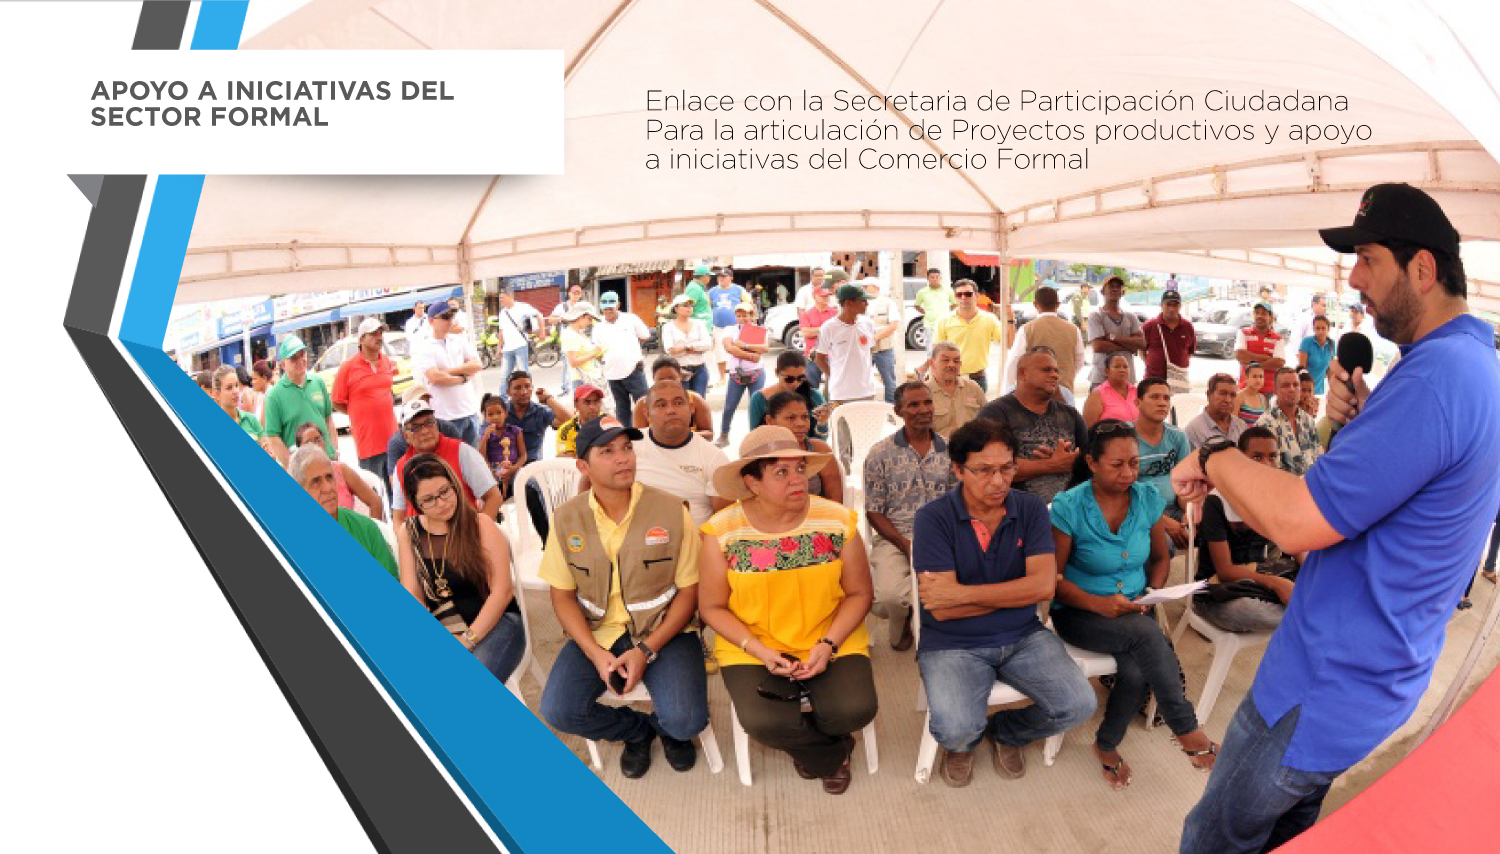 APOYO A INICIATIVAS DEL
SECTOR FORMAL
Enlace con la Secretaria de Participación Ciudadana
Para la articulación de Proyectos productivos y apoyo
a iniciativas del Comercio Formal